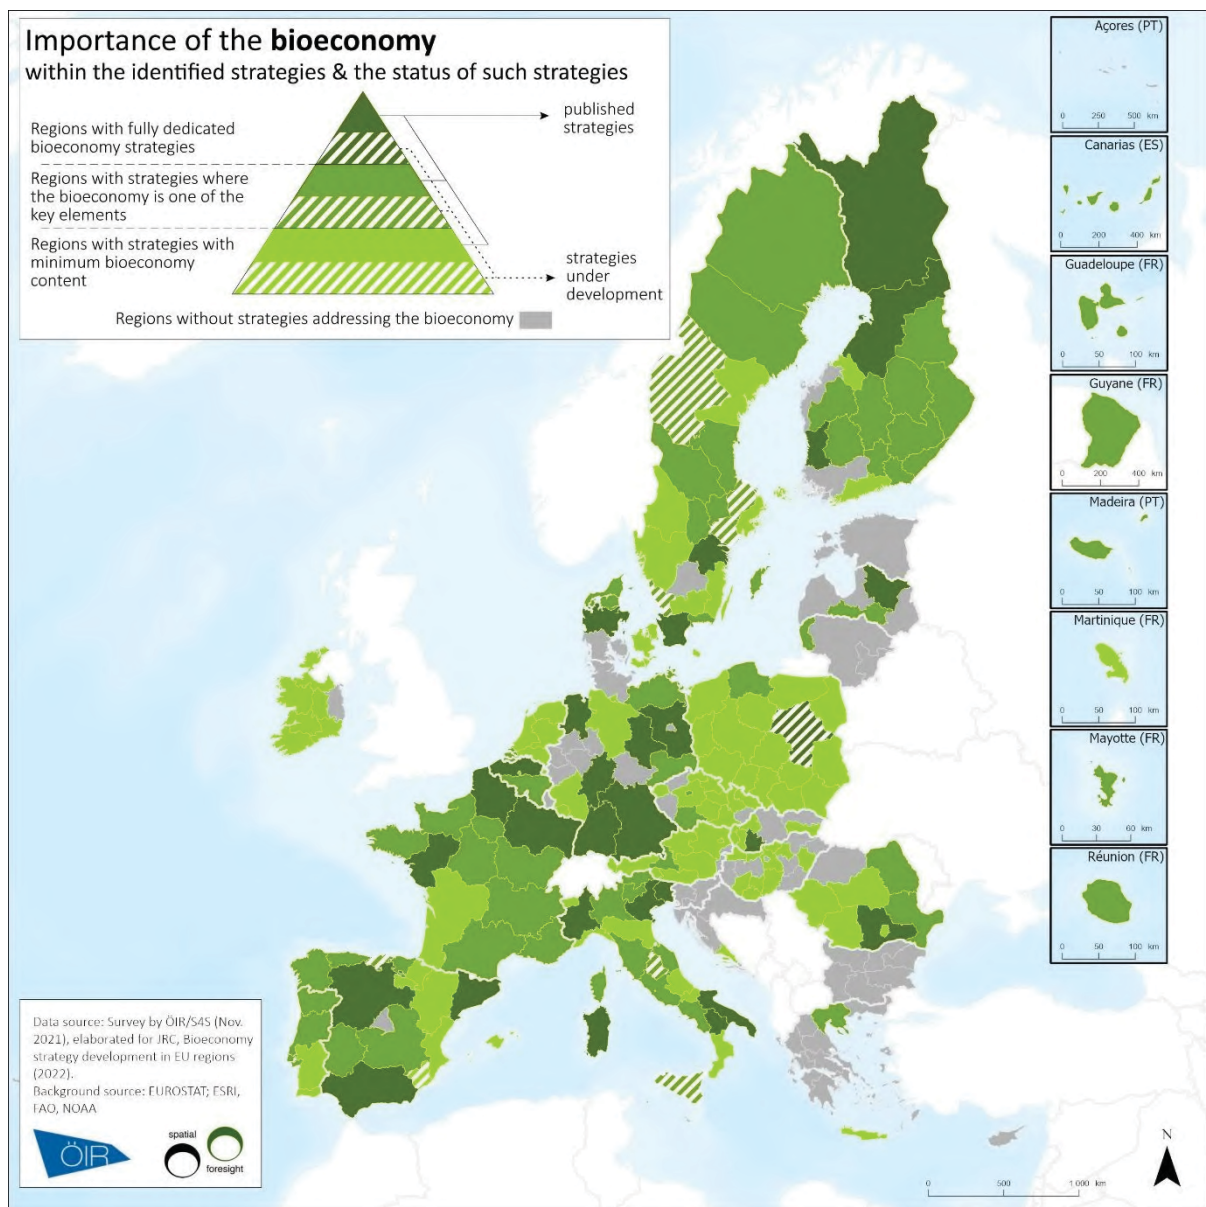 Importance of the bioeconomy
within the identified strategies & the status of such strategies
Regions with fully dedicated
bioeconomy strategies
Regions with strategies where
the bioeconomy is one of the
key elements
Regions with strategies with
minimum bioeconomy
content
published
strategies
strategies
under
development
Regions without strategies addressing the bioeconomy
Açores (PT)
0 250 500 km
Canarias (ES)
0 200 400 km
Guadeloupe (FR)
0 50 100 km
Guyane (FR)
0 200 400 km
Madeira (PT)
0 50 100 km
Martinique (FR)
0 50 100 km
Mayotte (FR)
0 30 60 km
Réunion (FR)
0 50 100 km
Data source: Survey by ÖIR/S4S (Nov.
2021), elaborated for JRC, Bioeconomy
strategy development in EU regions
(2022).
Background source: EUROSTAT; ESRI,
FAO, NOAA
ÖIR
spatial
foresight
N
0 500 1 000 km